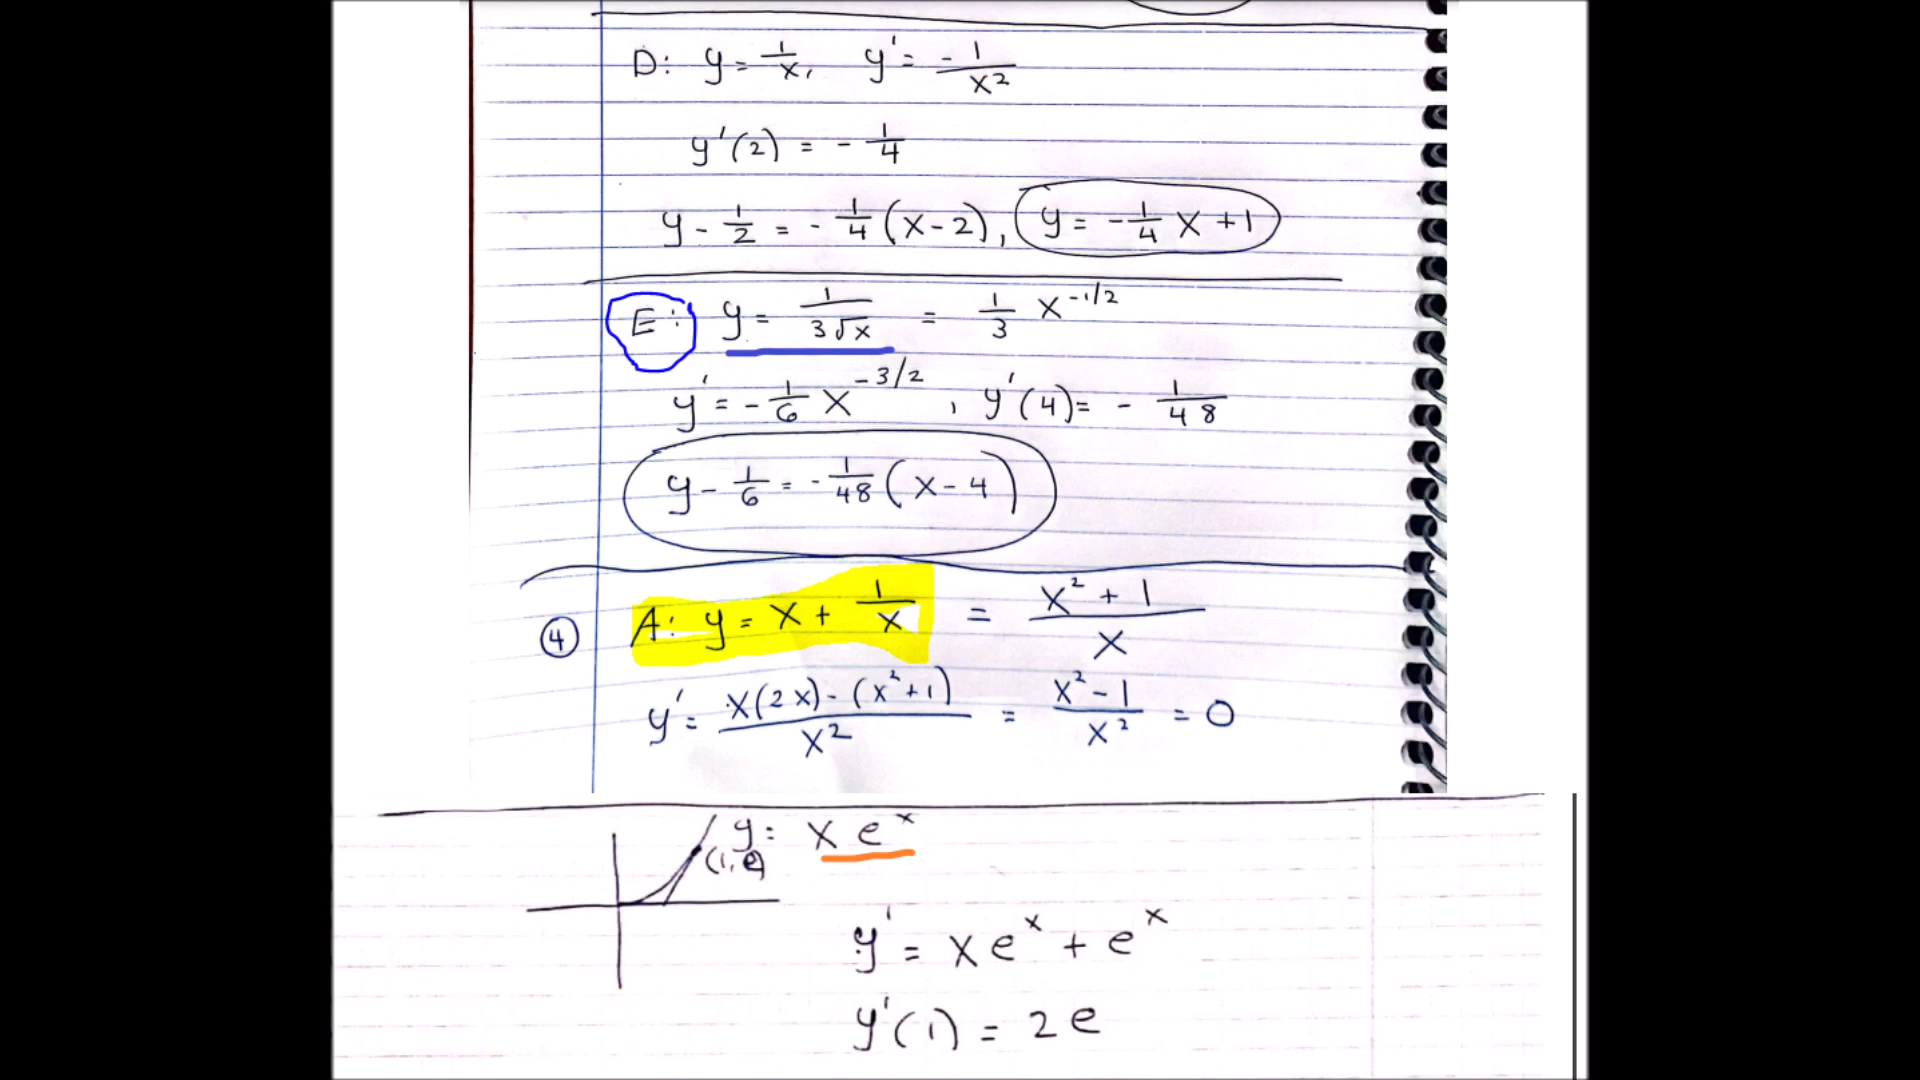 D: y = 1/x, y' = -1/x²
y'(2) = -1/4
y - 1/2 = -1/4 (x-2), y = -1/4 x + 1
E: y = 1/(3√x) = 1/3 x^(-1/2)
y' = -1/6 x^(-3/2), y'(4) = -1/48
y - 1/6 = -1/48 (x-4)
④ A: y = x + 1/x = (x² + 1)/x
y' = (x(2x) - (x²+1))/x² = (x² - 1)/x² = 0
y = x e^x
(1, e)
y' = x e^x + e^x
y'(1) = 2e